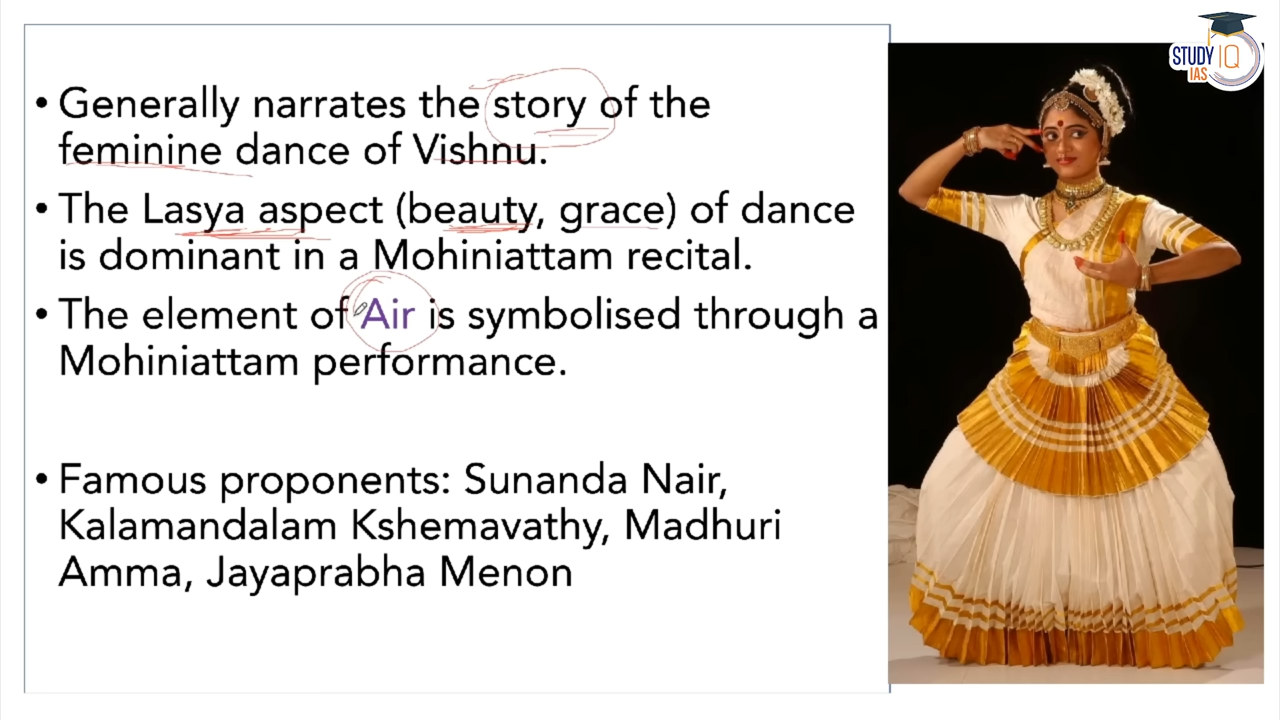 • Generally narrates the story of the
feminine dance of Vishnu.
• The Lasya aspect (beauty, grace) of dance
is dominant in a Mohiniattam recital.
• The element of Air is symbolised through a
Mohiniattam performance.
• Famous proponents: Sunanda Nair,
Kalamandalam Kshemavathy, Madhuri
Amma, Jayaprabha Menon
STUDY IQ
IAS